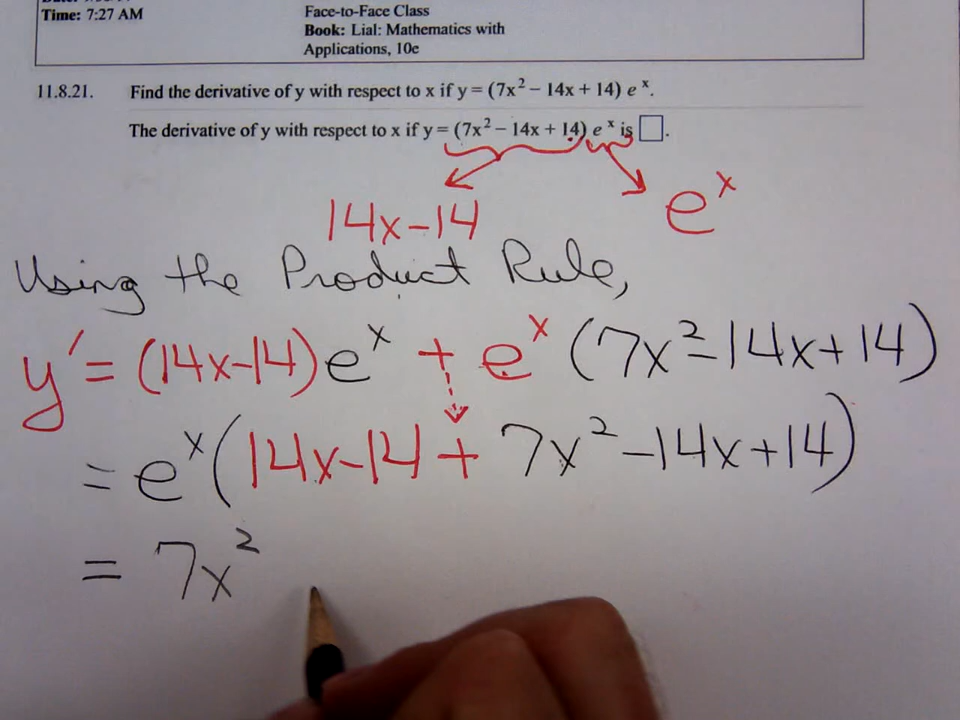 Time: 7:27 AM
Face-to-Face Class
Book: Lial: Mathematics with
Applications, 10e
11.8.21. Find the derivative of y with respect to x if y = (7x² − 14x + 14) e ˣ.
The derivative of y with respect to x if y = (7x² − 14x + 14) e ˣ is □.
14x−14 eˣ
Using the Product Rule,
y′ = (14x−14)eˣ + eˣ (7x²−14x+14)
= eˣ(14x−14 + 7x² −14x+14)
= 7x²